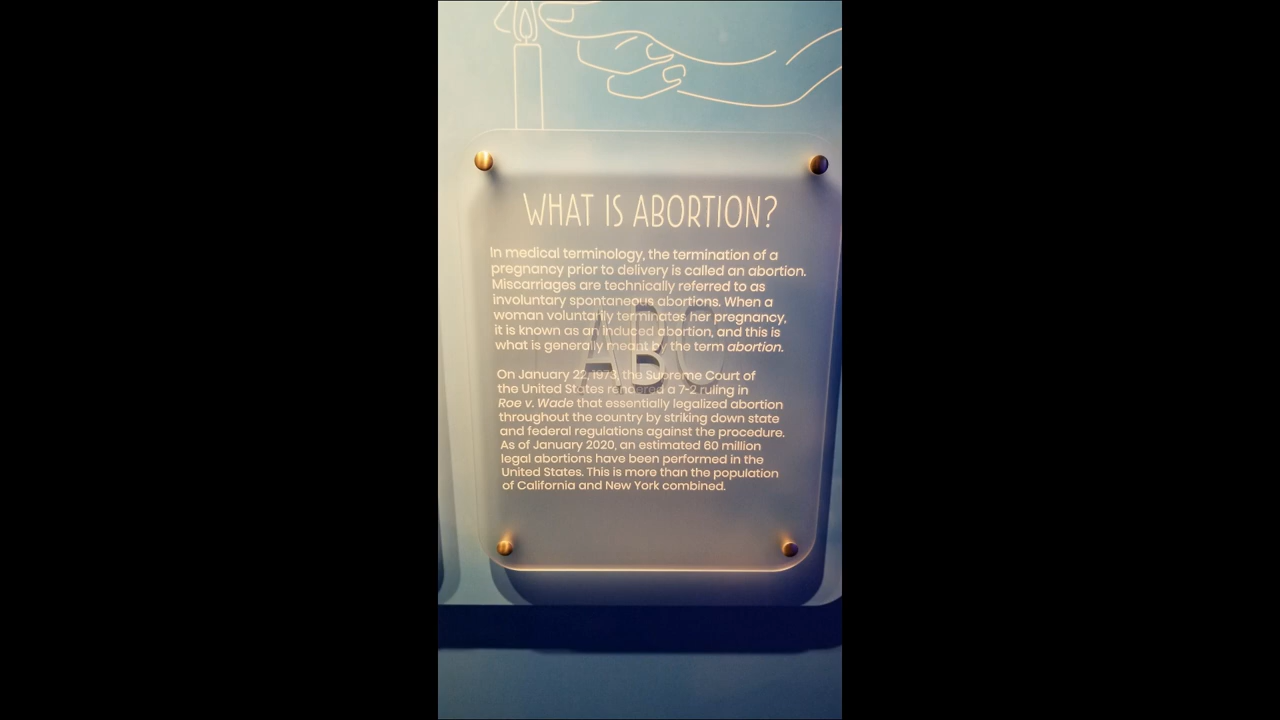 WHAT IS ABORTION?
In medical terminology, the termination of a
pregnancy prior to delivery is called an abortion.
Miscarriages are technically referred to as
involuntary spontaneous abortions. When a
woman voluntarily terminates her pregnancy,
it is known as an induced abortion, and this is
what is generally meant by the term abortion.
On January 22, 1973, the Supreme Court of
the United States rendered a 7-2 ruling in
Roe v. Wade that essentially legalized abortion
throughout the country by striking down state
and federal regulations against the procedure.
As of January 2020, an estimated 60 million
legal abortions have been performed in the
United States. This is more than the population
of California and New York combined.
ABC